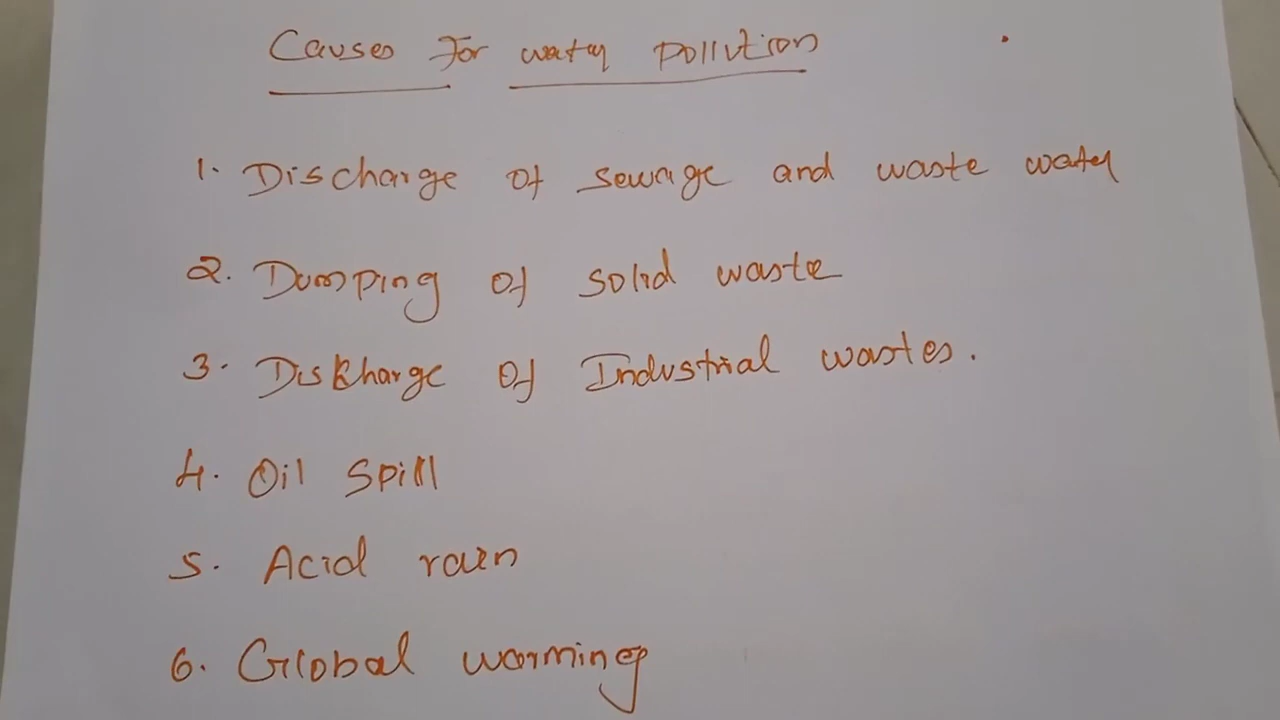 Causes For water pollution
1. Discharge of sewage and waste water
2. Dumping of solid waste
3. Discharge of Industrial wastes.
4. Oil spill
5. Acid rain
6. Global warming